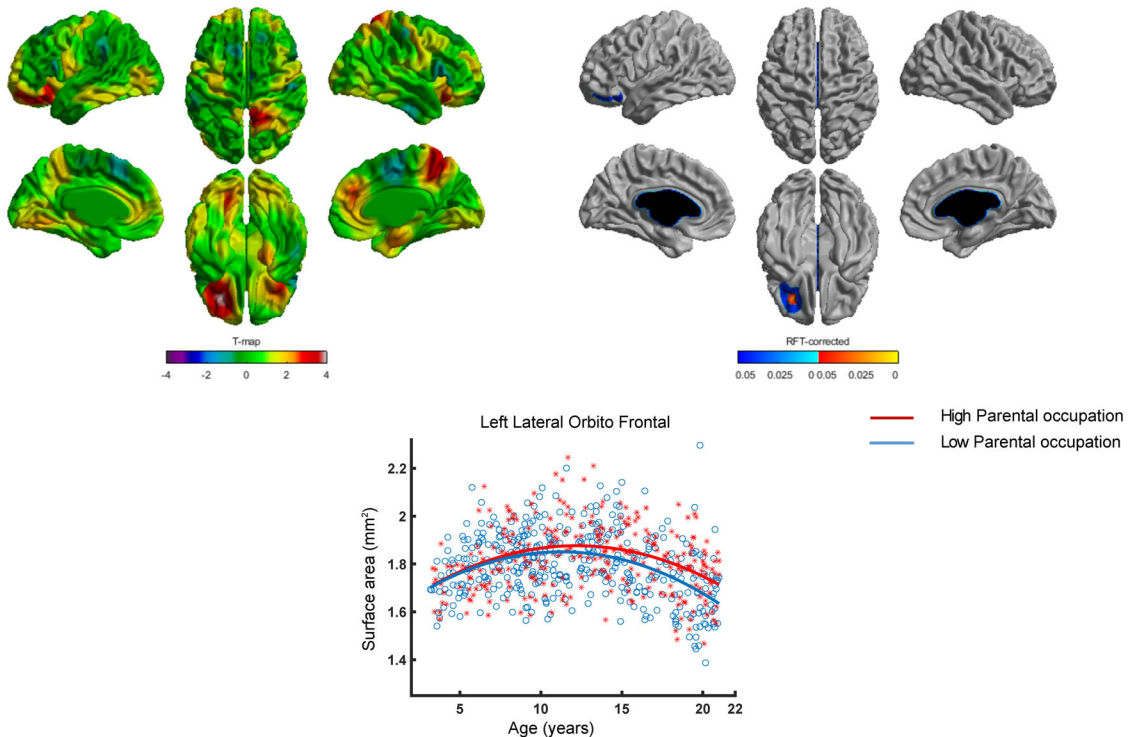 T-map
-4 -2 0 2 4
RFT-corrected
0.05 0.025 0.05 0.025 0
Left Lateral Orbito Frontal
High Parental occupation
Low Parental occupation
Surface area (mm²)
2.2
2
1.8
1.6
1.4
5 10 15 20 22
Age (years)